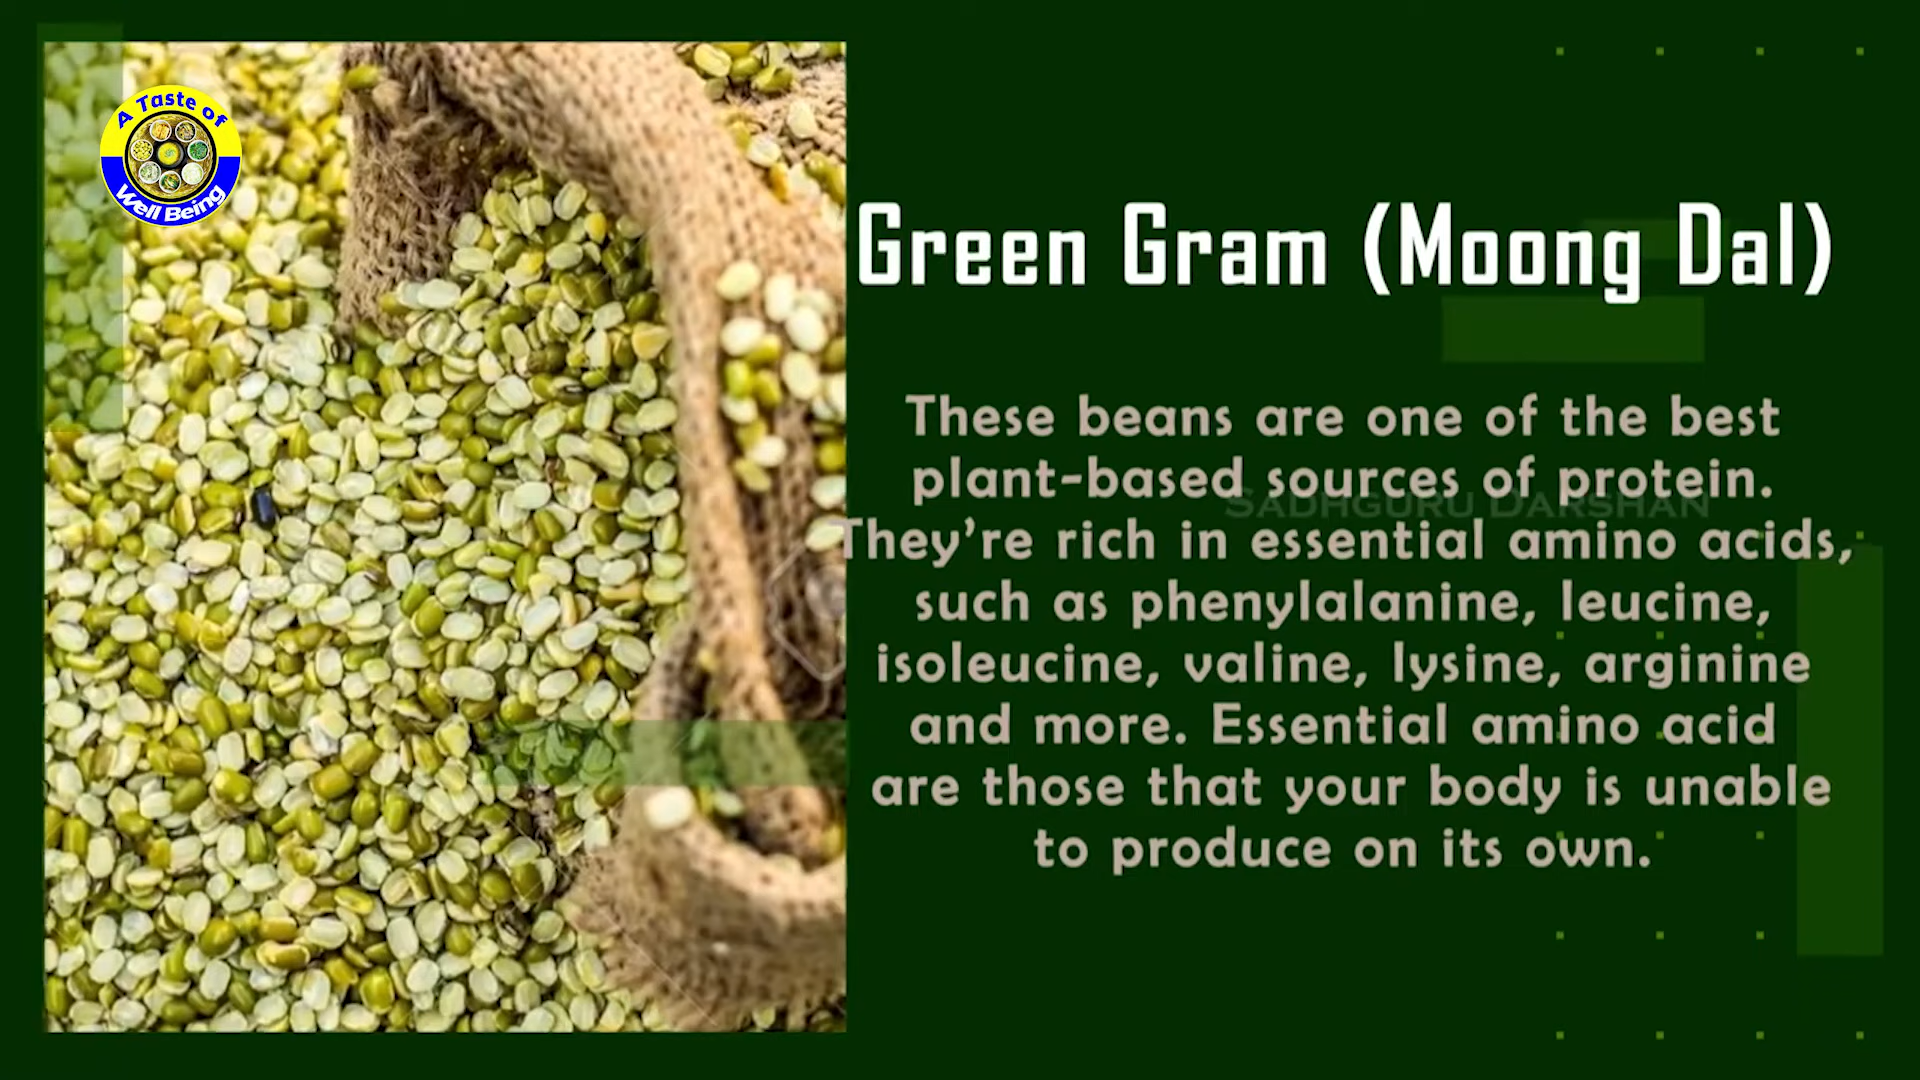 A Taste of
Well Being
Green Gram (Moong Dal)
These beans are one of the best
plant-based sources of protein.
SADHGURU DARSHAN
They’re rich in essential amino acids,
such as phenylalanine, leucine,
isoleucine, valine, lysine, arginine
and more. Essential amino acid
are those that your body is unable
to produce on its own.